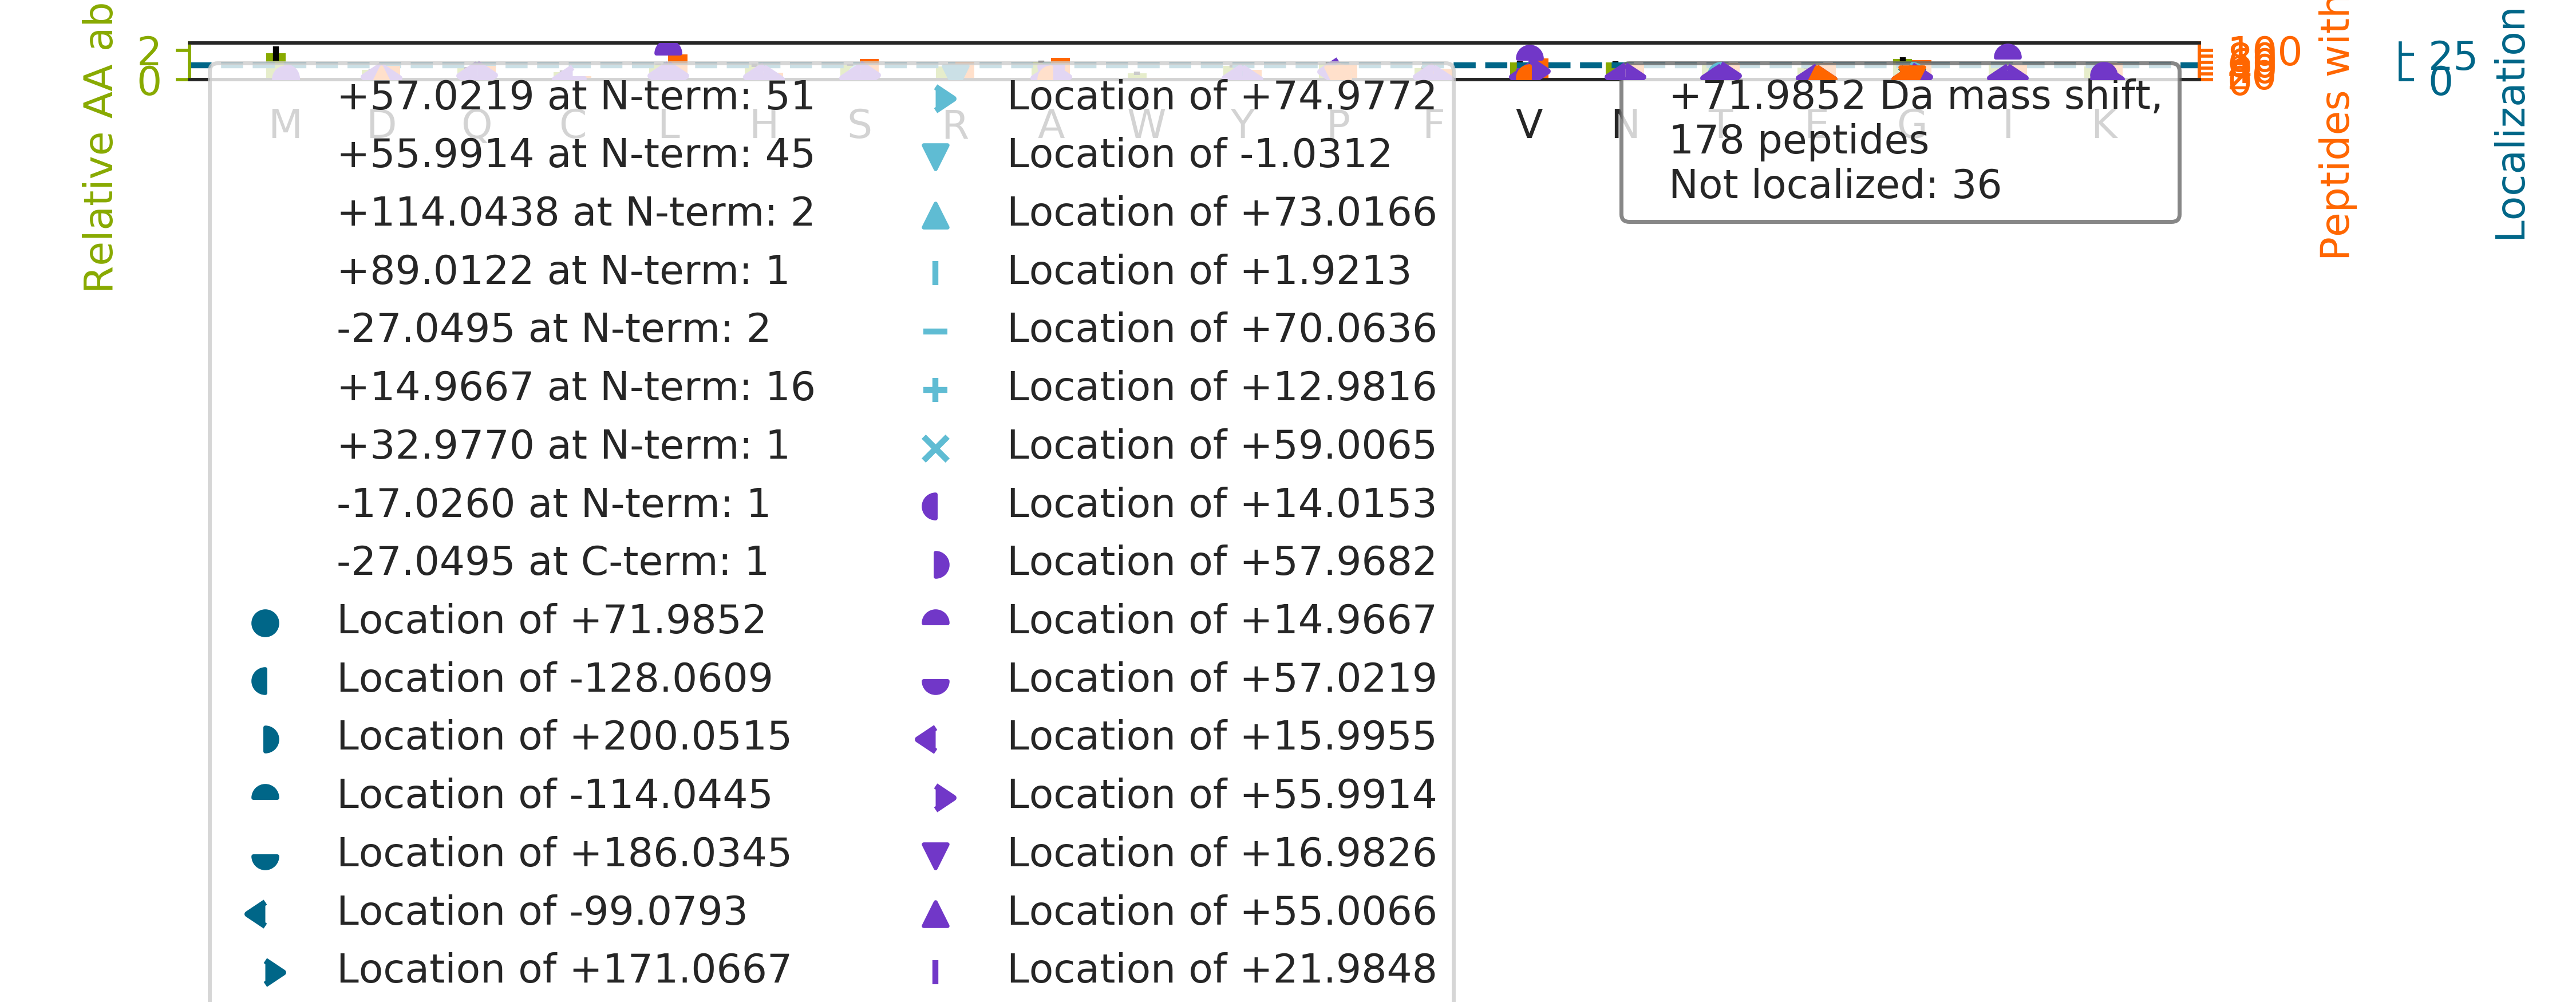 Relative AA ab
2
0
M D Q C L H S R A W Y P F V N T E G I K
100
0
Peptides with
25
0
Localization
+57.0219 at N-term: 51
+55.9914 at N-term: 45
+114.0438 at N-term: 2
+89.0122 at N-term: 1
-27.0495 at N-term: 2
+14.9667 at N-term: 16
+32.9770 at N-term: 1
-17.0260 at N-term: 1
-27.0495 at C-term: 1
Location of +71.9852
Location of -128.0609
Location of +200.0515
Location of -114.0445
Location of +186.0345
Location of -99.0793
Location of +171.0667
Location of +74.9772
Location of -1.0312
Location of +73.0166
Location of +1.9213
Location of +70.0636
Location of +12.9816
Location of +59.0065
Location of +14.0153
Location of +57.9682
Location of +14.9667
Location of +57.0219
Location of +15.9955
Location of +55.9914
Location of +16.9826
Location of +55.0066
Location of +21.9848
+71.9852 Da mass shift,
178 peptides
Not localized: 36